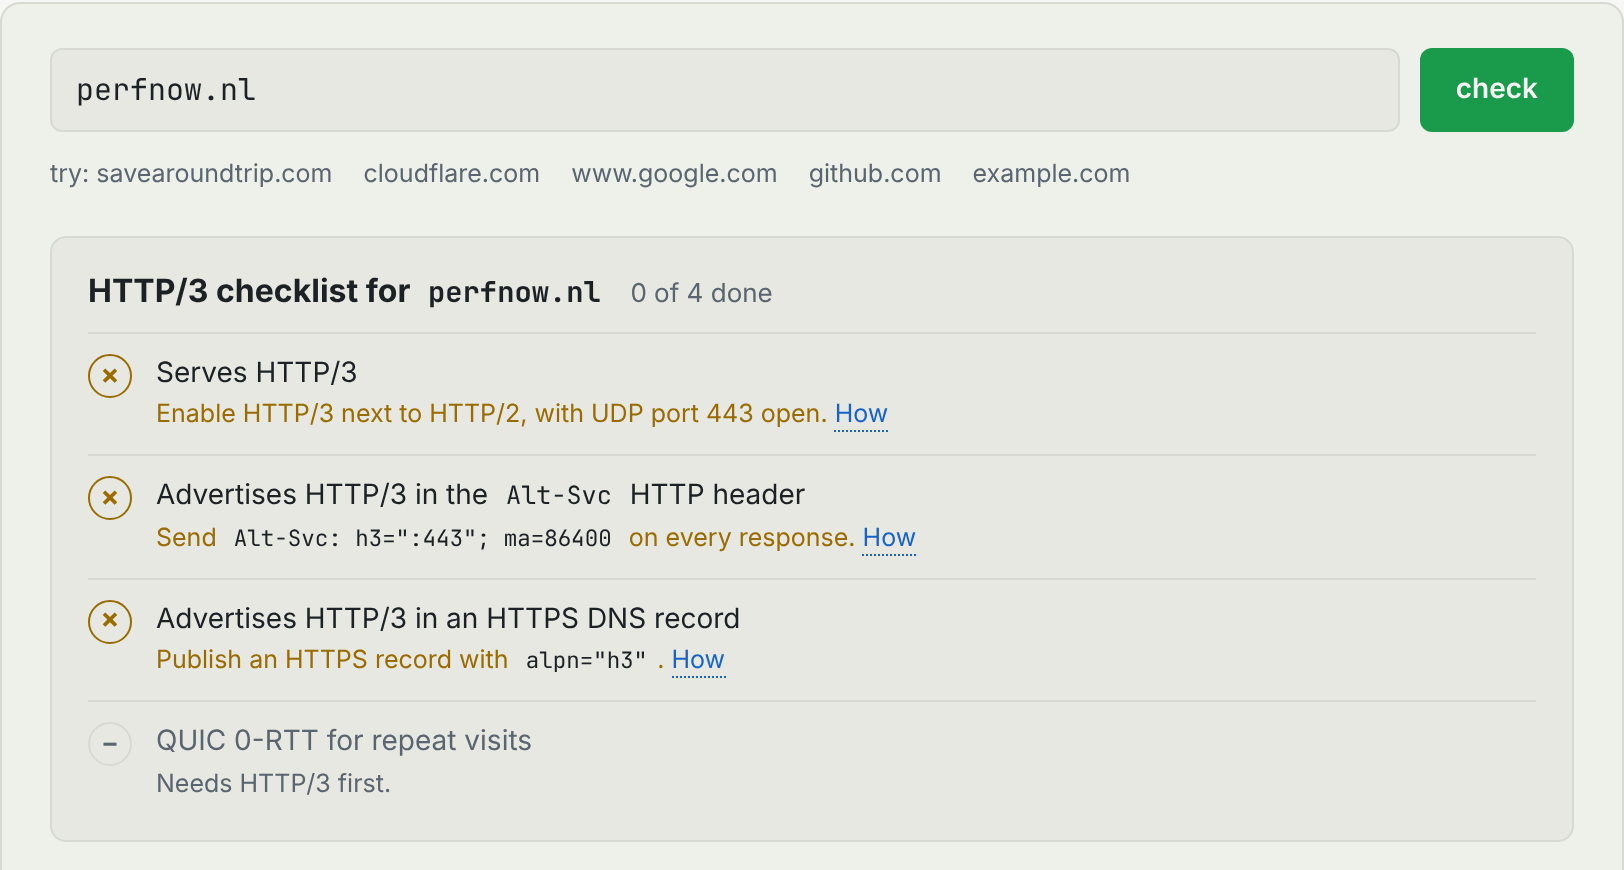 perfnow.nl
check
try: savearoundtrip.com cloudflare.com www.google.com github.com example.com
HTTP/3 checklist for perfnow.nl 0 of 4 done
Serves HTTP/3
Enable HTTP/3 next to HTTP/2, with UDP port 443 open. How
Advertises HTTP/3 in the Alt-Svc HTTP header
Send Alt-Svc: h3=":443"; ma=86400 on every response. How
Advertises HTTP/3 in an HTTPS DNS record
Publish an HTTPS record with alpn="h3" . How
QUIC 0-RTT for repeat visits
Needs HTTP/3 first.